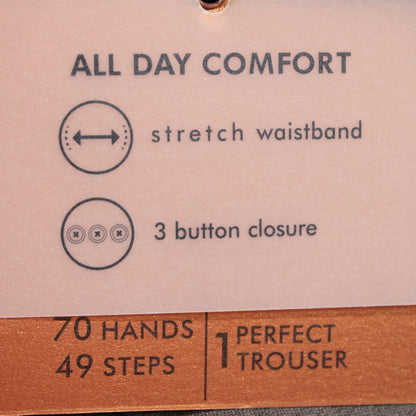 ALL DAY COMFORT
stretch waistband
3 button closure
70 HANDS
49 STEPS
1 PERFECT
TROUSER